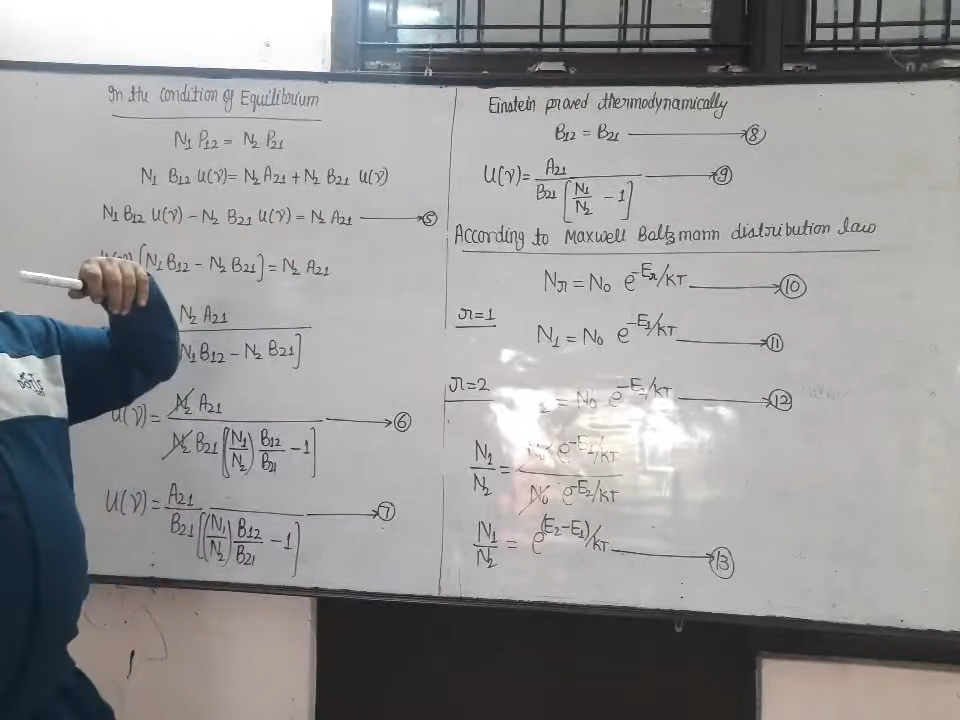 In the condition of Equilibrium
N₁ P₁₂ = N₂ P₂₁
N₁ B₁₂ u(ν) = N₂ A₂₁ + N₂ B₂₁ u(ν)
N₁ B₁₂ u(ν) – N₂ B₂₁ u(ν) = N₂ A₂₁ ⟶ ⑤
[N₁ B₁₂ – N₂ B₂₁] = N₂ A₂₁
N₂ A₂₁
N₁ B₁₂ – N₂ B₂₁]
u(ν) = N₂ A₂₁ / N₂ B₂₁ [(N₁/N₂) B₁₂/B₂₁ – 1] ⟶ ⑥
u(ν) = A₂₁ / B₂₁ [(N₁/N₂) B₁₂/B₂₁ – 1] ⟶ ⑦
Einstein proved thermodynamically
B₁₂ = B₂₁ ⟶ ⑧
u(ν) = A₂₁ / B₂₁ [N₁/N₂ – 1] ⟶ ⑨
According to Maxwell Baltzmann distribution law
Nr = N₀ e^-Er/KT ⟶ ⑩
r=1
N₁ = N₀ e^-E₁/KT ⟶ ⑪
r=2
₂ = N₀ e^-E₂/KT ⟶ ⑫
N₁/N₂ = N₀ e^-E₁/KT / N₀ e^-E₂/KT
N₁/N₂ = e^(E₂–E₁)/KT ⟶ ⑬